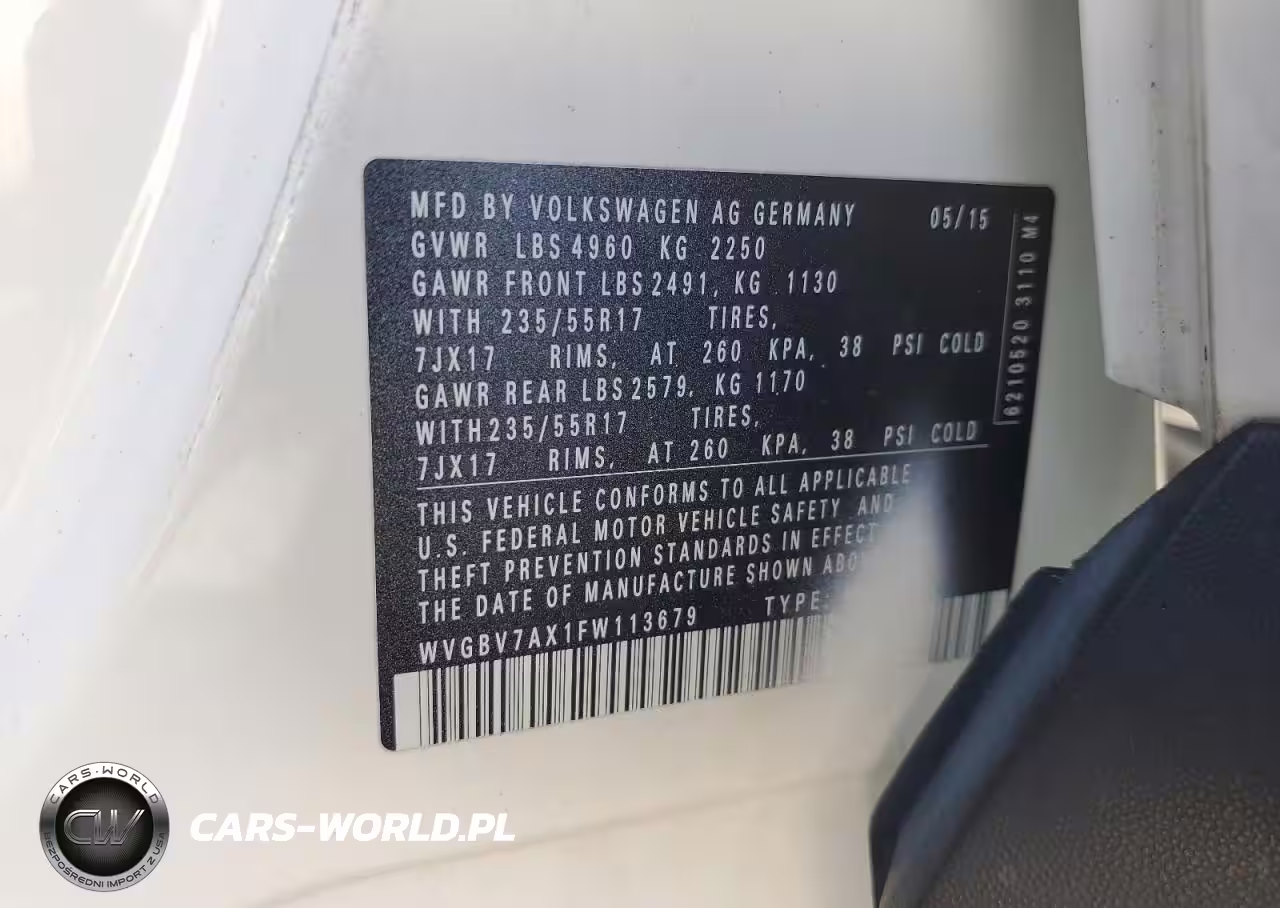 MFD BY VOLKSWAGEN AG GERMANY 05/15
GVWR LBS 4960 KG 2250
GAWR FRONT LBS 2491, KG 1130
WITH 235/55R17 TIRES,
7JX17 RIMS, AT 260 KPA, 38 PSI COLD
GAWR REAR LBS 2579, KG 1170
WITH 235/55R17 TIRES,
7JX17 RIMS, AT 260 KPA, 38 PSI COLD
THIS VEHICLE CONFORMS TO ALL APPLICABLE
U.S. FEDERAL MOTOR VEHICLE SAFETY AND
THEFT PREVENTION STANDARDS IN EFFECT
THE DATE OF MANUFACTURE SHOWN
WVGBV7AX1FW113679 TYPE:
6210520 3110 M4
CARS-WORLD
CW
BEZPOŚREDNI IMPORT Z USA
CARS-WORLD.PL